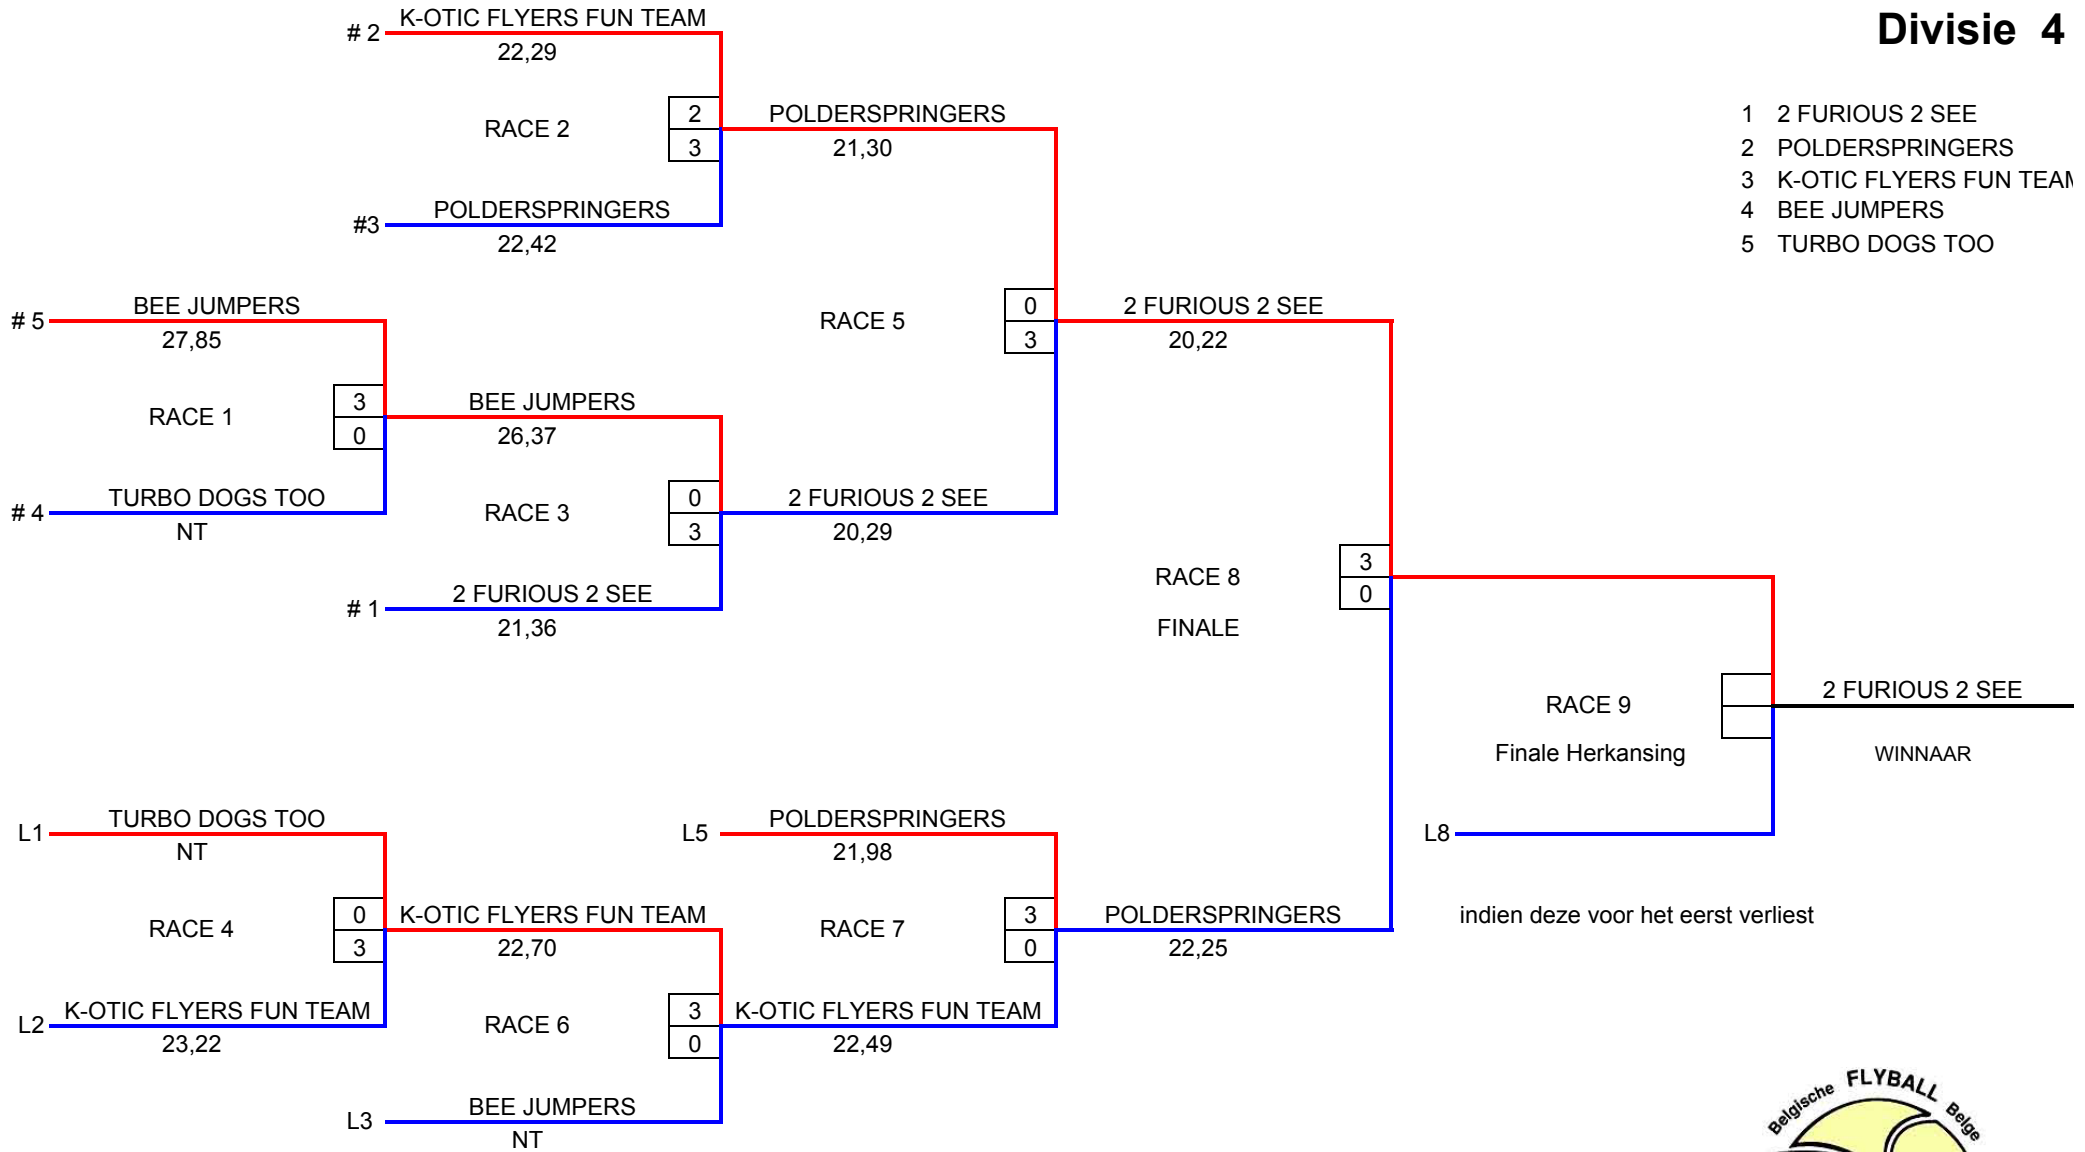 Divisie 4
1 2 FURIOUS 2 SEE
2 POLDERSPRINGERS
3 K-OTIC FLYERS FUN TEAM
4 BEE JUMPERS
5 TURBO DOGS TOO
# 2 K-OTIC FLYERS FUN TEAM
22,29
RACE 2
2
3
#3 POLDERSPRINGERS
22,42
POLDERSPRINGERS
21,30
# 5 BEE JUMPERS
27,85
RACE 1
3
0
# 4 TURBO DOGS TOO
NT
BEE JUMPERS
26,37
RACE 3
0
3
# 1 2 FURIOUS 2 SEE
21,36
RACE 5
0
3
2 FURIOUS 2 SEE
20,29
2 FURIOUS 2 SEE
20,22
RACE 8
3
0
FINALE
RACE 9
Finale Herkansing
2 FURIOUS 2 SEE
WINNAAR
L8
indien deze voor het eerst verliest
L1 TURBO DOGS TOO
NT
RACE 4
0
3
L2 K-OTIC FLYERS FUN TEAM
23,22
K-OTIC FLYERS FUN TEAM
22,70
RACE 6
3
0
L3 BEE JUMPERS
NT
L5 POLDERSPRINGERS
21,98
RACE 7
3
0
K-OTIC FLYERS FUN TEAM
22,49
POLDERSPRINGERS
22,25
Belgische FLYBALL Belge